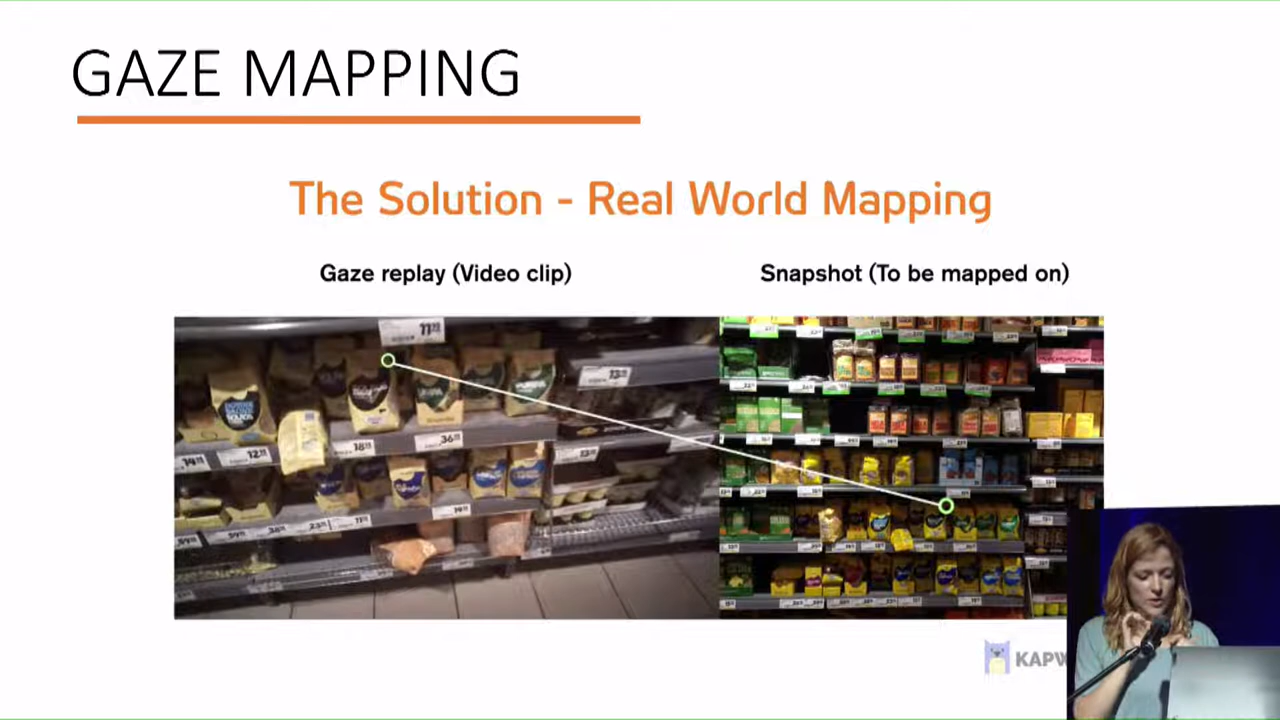 GAZE MAPPING
The Solution - Real World Mapping
Gaze replay (Video clip)
Snapshot (To be mapped on)
KAPW